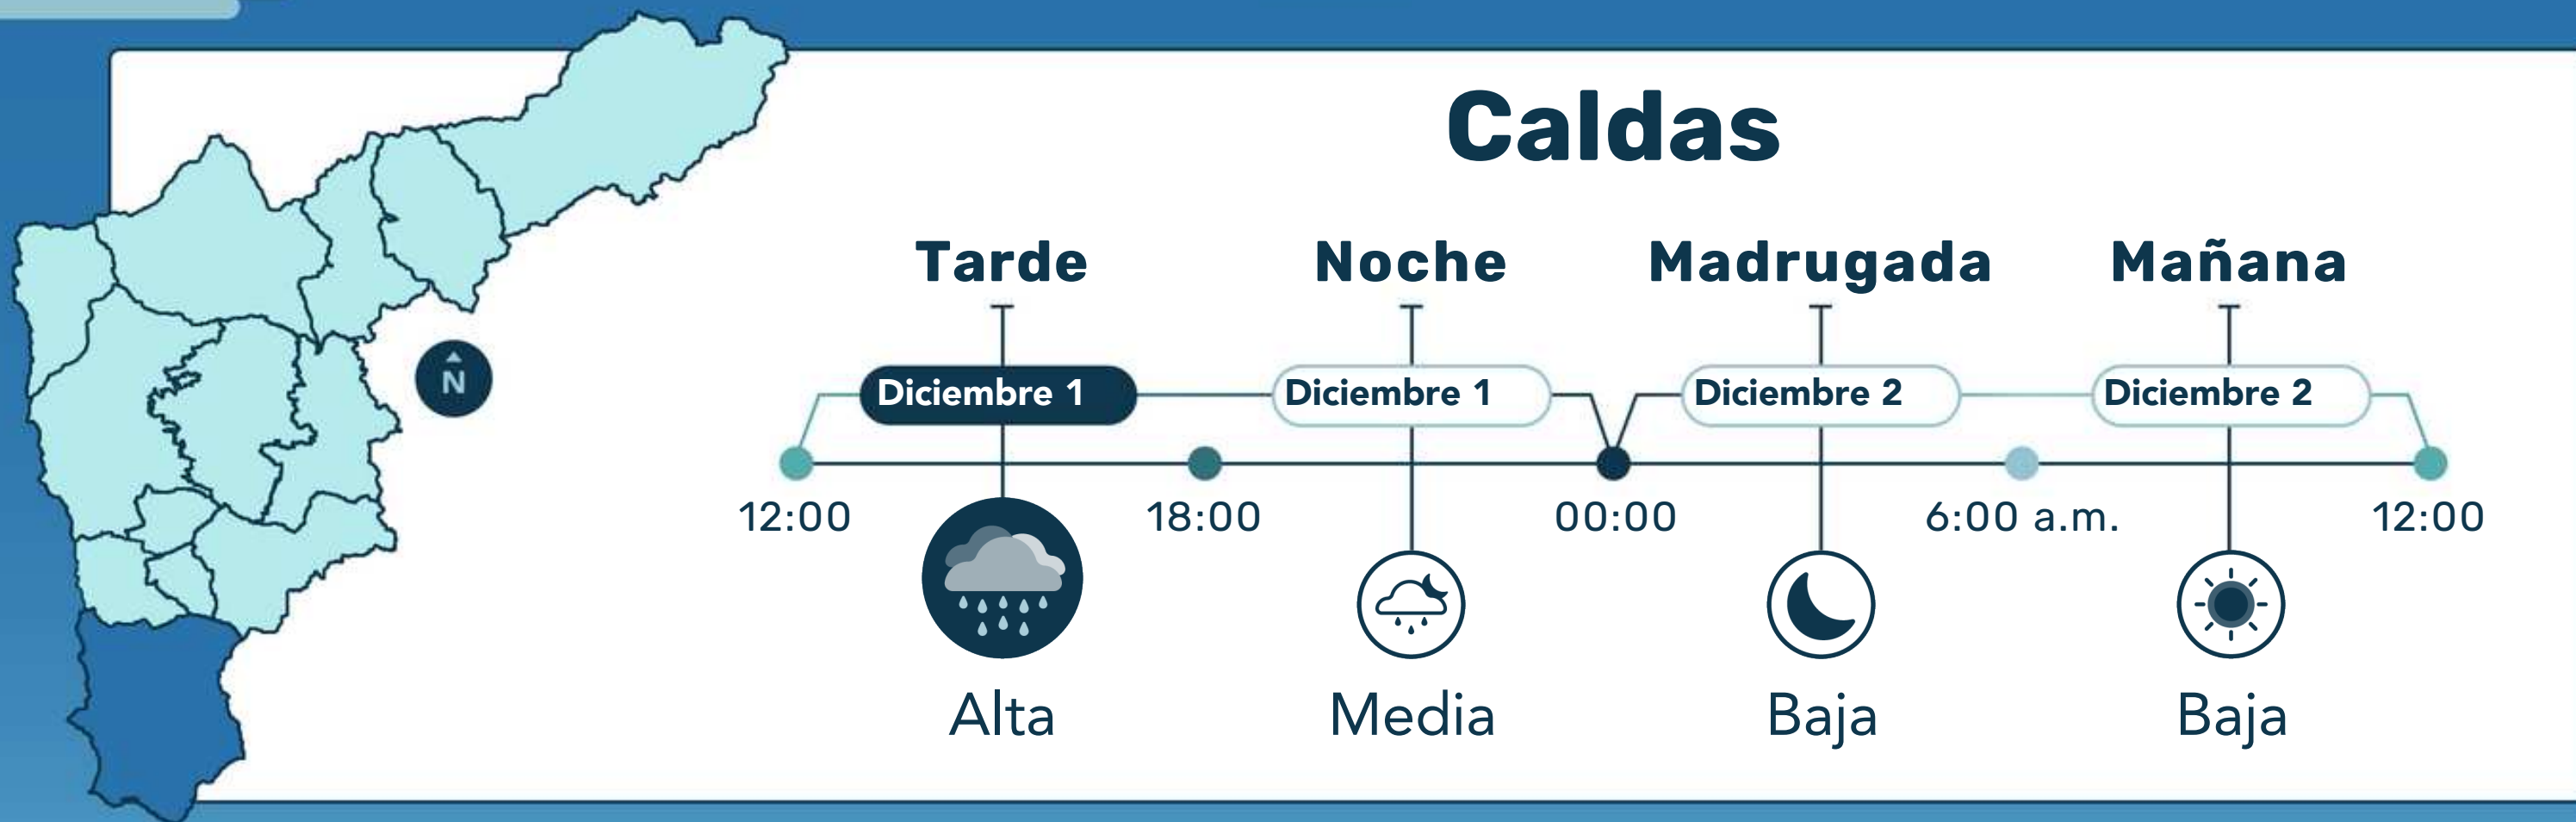 Caldas
Tarde Noche Madrugada Mañana
Diciembre 1 Diciembre 1 Diciembre 2 Diciembre 2
N
12:00 18:00 00:00 6:00 a.m. 12:00
Alta Media Baja Baja